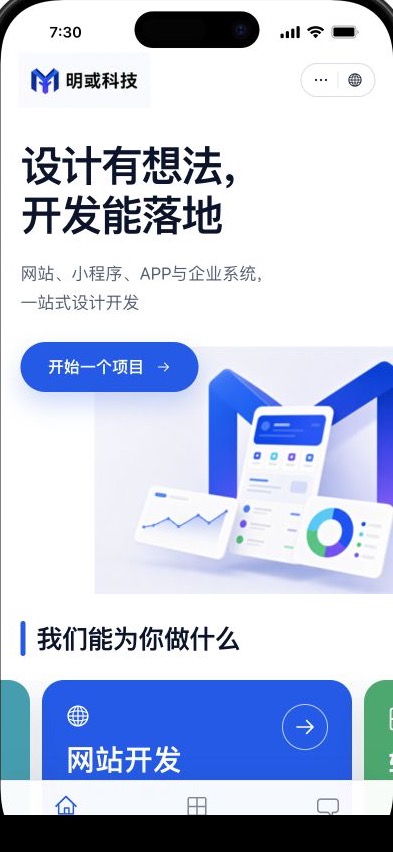 7:30
明或科技
设计有想法，
开发能落地
网站、小程序、APP与企业系统，
一站式设计开发
开始一个项目 →
我们能为你做什么
网站开发